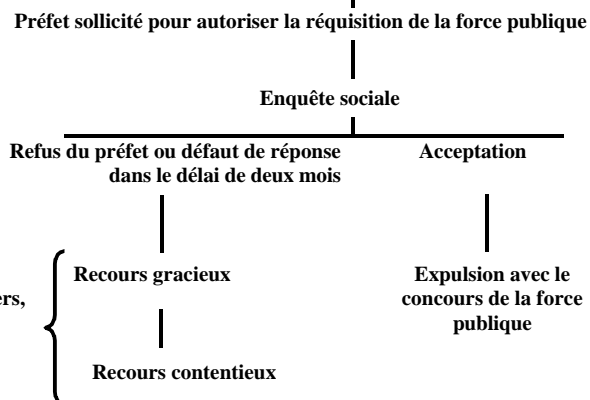 Préfet sollicité pour autoriser la réquisition de la force publique
Enquête sociale
Refus du préfet ou défaut de réponse
dans le délai de deux mois
Acceptation
Recours gracieux
Expulsion avec le
concours de la force
publique
Recours contentieux